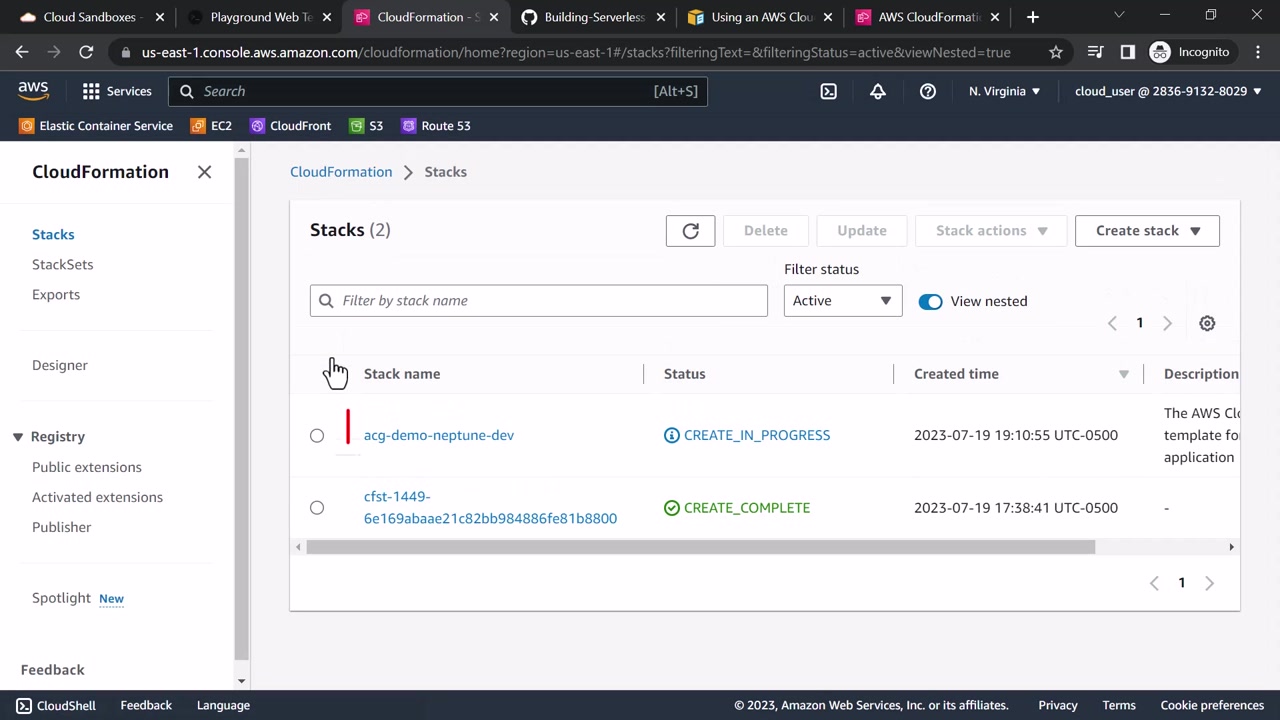 Cloud Sandboxes -
Playground Web Te
CloudFormation - S
Building-Serverless
Using an AWS Clou
AWS CloudFormati
us-east-1.console.aws.amazon.com/cloudformation/home?region=us-east-1#/stacks?filteringText=&filteringStatus=active&viewNested=true
Incognito
aws
Services
Search
[Alt+S]
N. Virginia
cloud_user @ 2836-9132-8029
Elastic Container Service
EC2
CloudFront
S3
Route 53
CloudFormation
Stacks
StackSets
Exports
Designer
Registry
Public extensions
Activated extensions
Publisher
Spotlight New
Feedback
CloudFormation
Stacks
Stacks (2)
Delete
Update
Stack actions
Create stack
Filter status
Filter by stack name
Active
View nested
1
Stack name
Status
Created time
Description
acg-demo-neptune-dev
CREATE_IN_PROGRESS
2023-07-19 19:10:55 UTC-0500
The AWS Clo
template for
application
cfst-1449-
6e169abaae21c82bb984886fe81b8800
CREATE_COMPLETE
2023-07-19 17:38:41 UTC-0500
-
1
CloudShell
Feedback
Language
© 2023, Amazon Web Services, Inc. or its affiliates.
Privacy
Terms
Cookie preferences